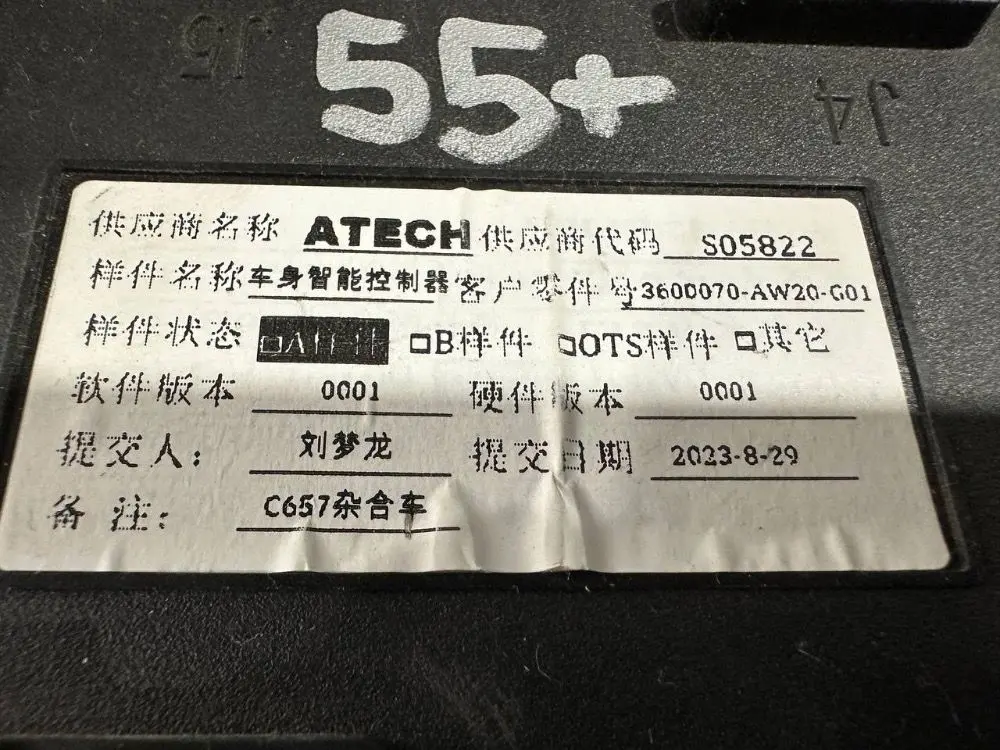 55+
J5
J4
供应商名称 ATECH 供应商代码 S05822
样件名称 车身智能控制器 客户零件号 3600070-AW20-G01
样件状态 □A样件 □B样件 □OTS样件 □其它
软件版本 0001 硬件版本 0001
提交人: 刘梦龙 提交日期 2023-8-29
备注: C657杂合车